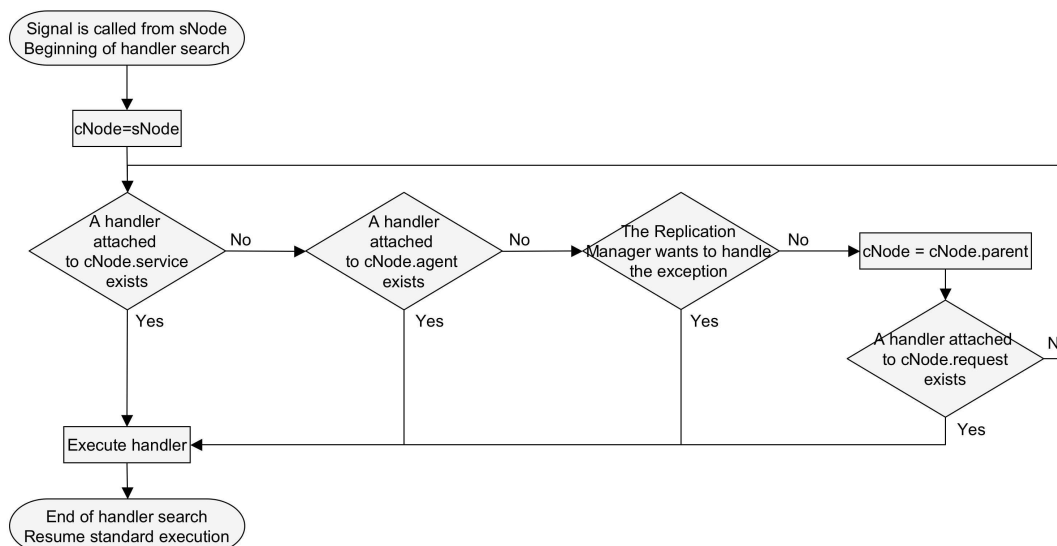 Signal is called from sNode
Beginning of handler search
cNode=sNode
A handler
attached
to cNode.service
exists
No
A handler
attached
to cNode.agent
exists
No
The Replication
Manager wants to handle
the exception
No
cNode = cNode.parent
Yes
Yes
Yes
A handler attached
to cNode.request
exists
N
Yes
Execute handler
End of handler search
Resume standard execution